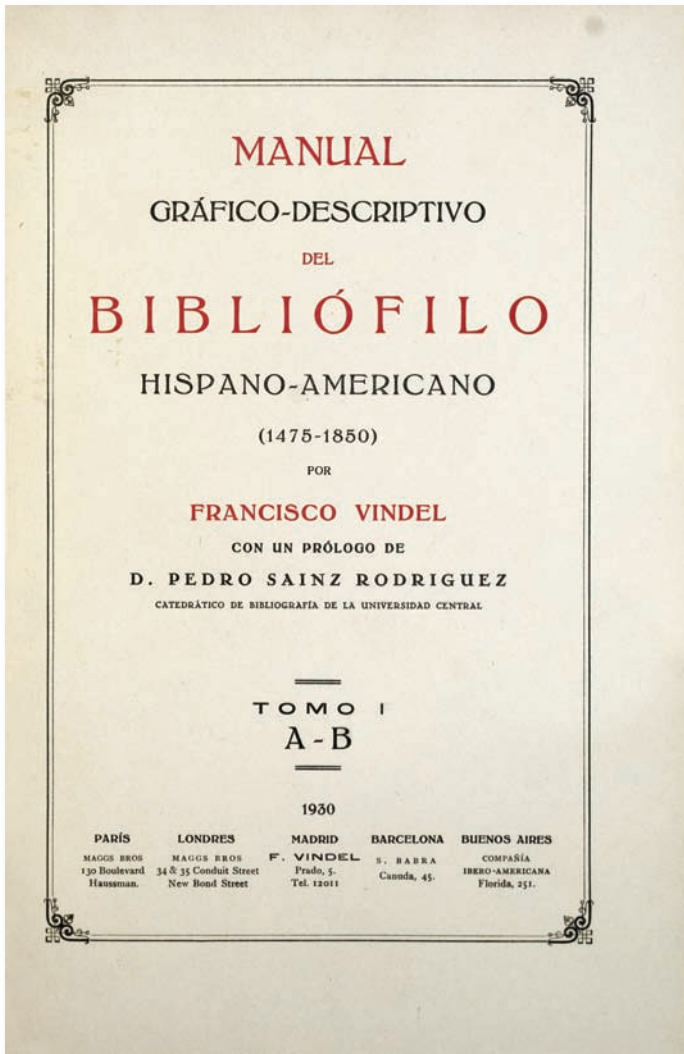 MANUAL
GRÁFICO-DESCRIPTIVO
DEL
BIBLIÓFILO
HISPANO-AMERICANO
(1475-1850)
POR
FRANCISCO VINDEL
CON UN PRÓLOGO DE
D. PEDRO SAINZ RODRIGUEZ
CATEDRÁTICO DE BIBLIOGRAFÍA DE LA UNIVERSIDAD CENTRAL
TOMO I
A-B
1930
PARÍS
MAGGS BROS
130 Boulevard
Haussman.
LONDRES
MAGGS BROS
34 & 35 Conduit Street
New Bond Street
MADRID
F. VINDEL
Prado, 5.
Tel. 12011
BARCELONA
S. BABRA
Canuda, 45.
BUENOS AIRES
COMPAÑÍA
IBERO-AMERICANA
Florida, 251.